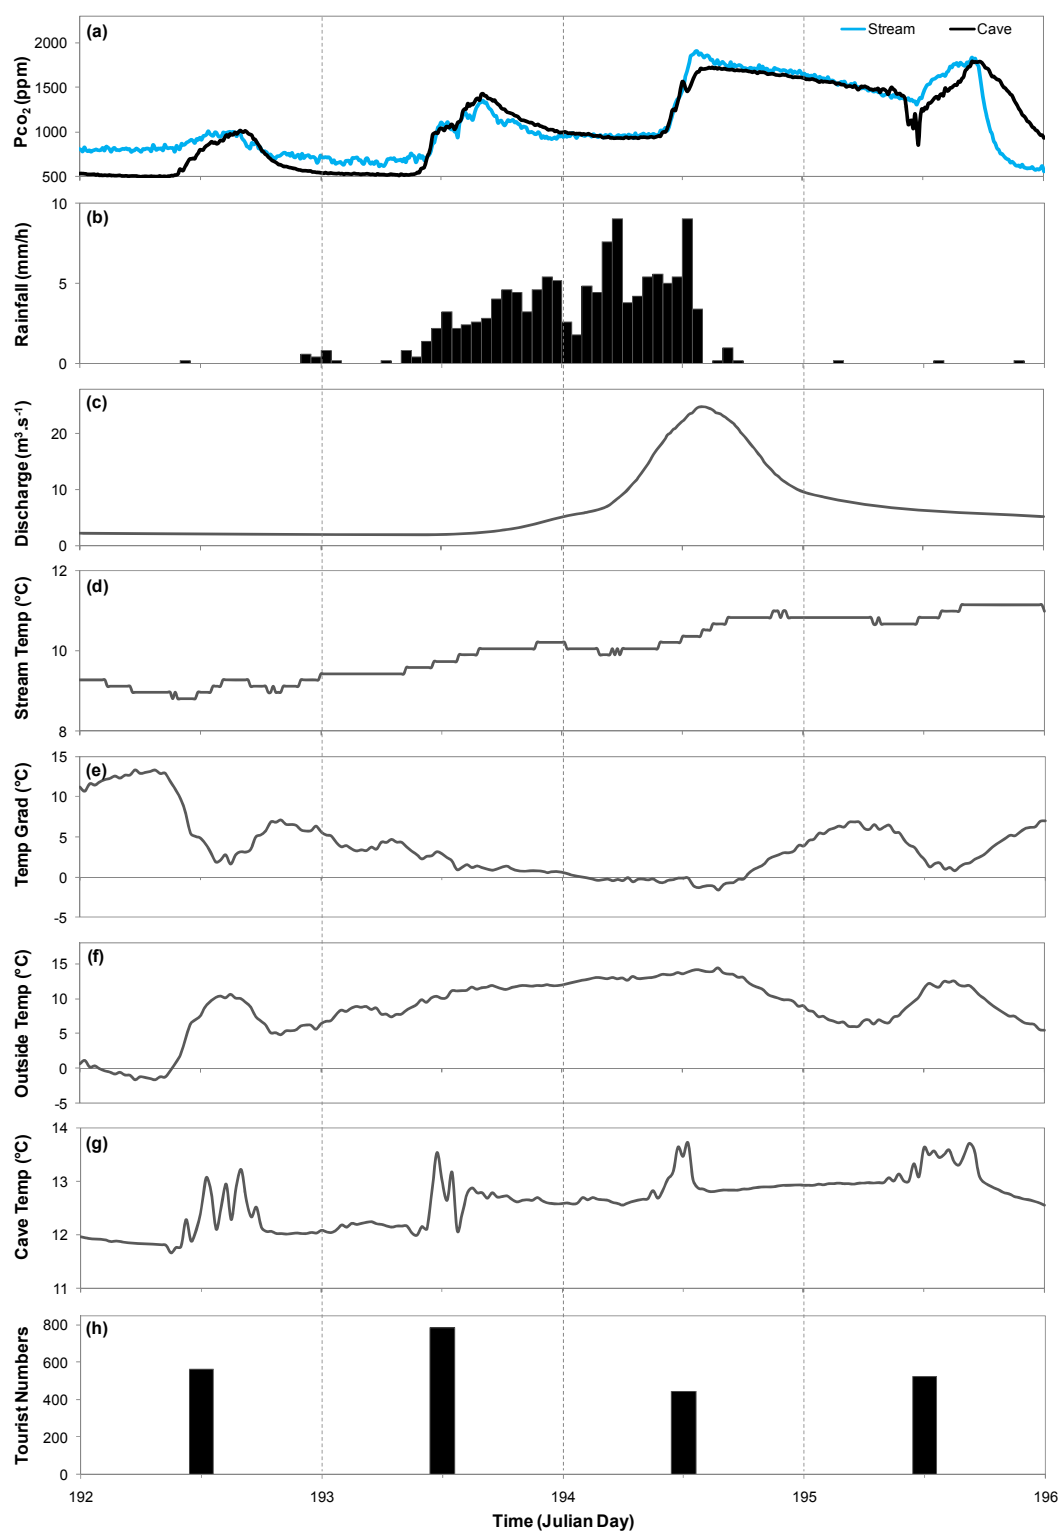 (a)
Stream
Cave
Pco₂ (ppm)
2000
1500
1000
500
(b)
Rainfall (mm/h)
10
5
0
(c)
Discharge (m³.s⁻¹)
20
10
0
(d)
Stream Temp (°C)
12
10
8
(e)
Temp Grad (°C)
15
10
5
0
-5
(f)
Outside Temp (°C)
15
10
5
0
-5
(g)
Cave Temp (°C)
14
13
12
11
(h)
Tourist Numbers
800
600
400
200
0
192
193
194
195
196
Time (Julian Day)